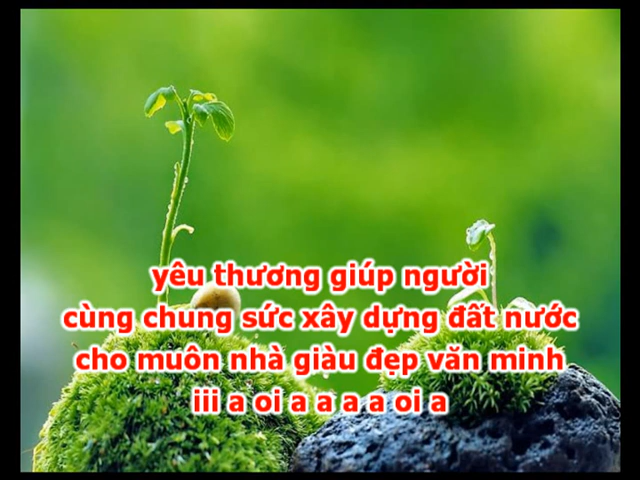 yêu thương giúp người
cùng chung sức xây dựng đất nước
cho muôn nhà giàu đẹp văn minh
iii a oi a a a a oi a